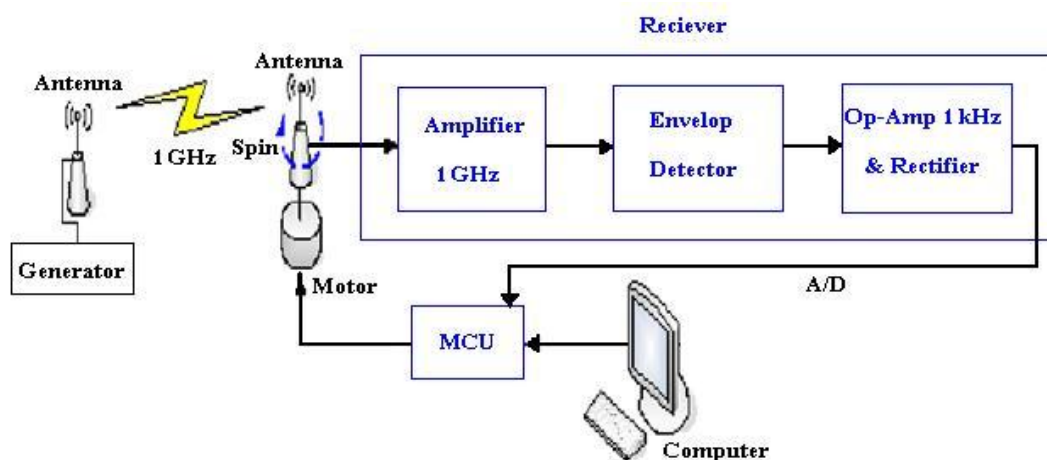 Reciever
Antenna
Antenna
1 GHz
Spin
Amplifier
1 GHz
Envelop
Detector
Op-Amp 1 kHz
& Rectifier
Generator
Motor
A/D
MCU
Computer